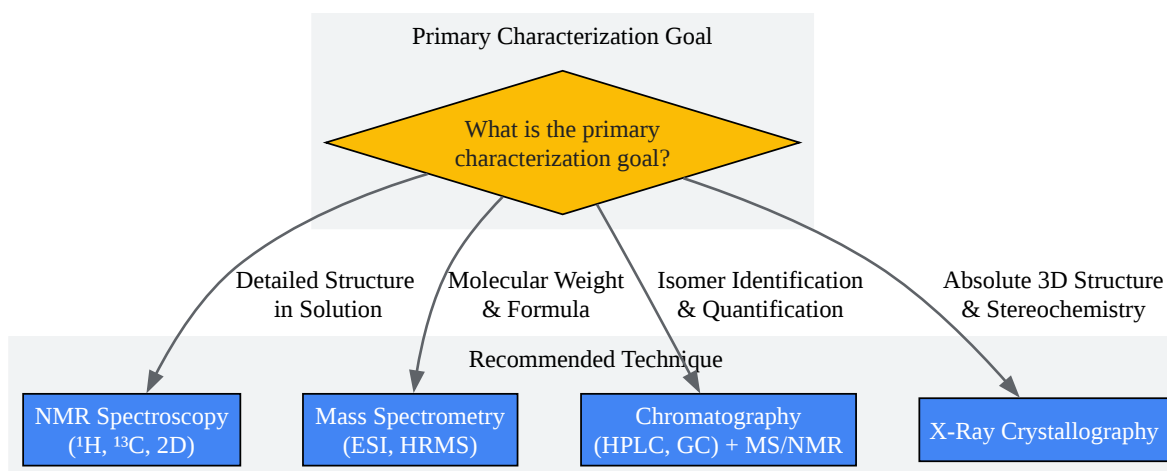 Primary Characterization Goal
What is the primary
characterization goal?
Detailed Structure
in Solution
Molecular Weight
& Formula
Isomer Identification
& Quantification
Absolute 3D Structure
& Stereochemistry
Recommended Technique
NMR Spectroscopy
(¹H, ¹³C, 2D)
Mass Spectrometry
(ESI, HRMS)
Chromatography
(HPLC, GC) + MS/NMR
X-Ray Crystallography